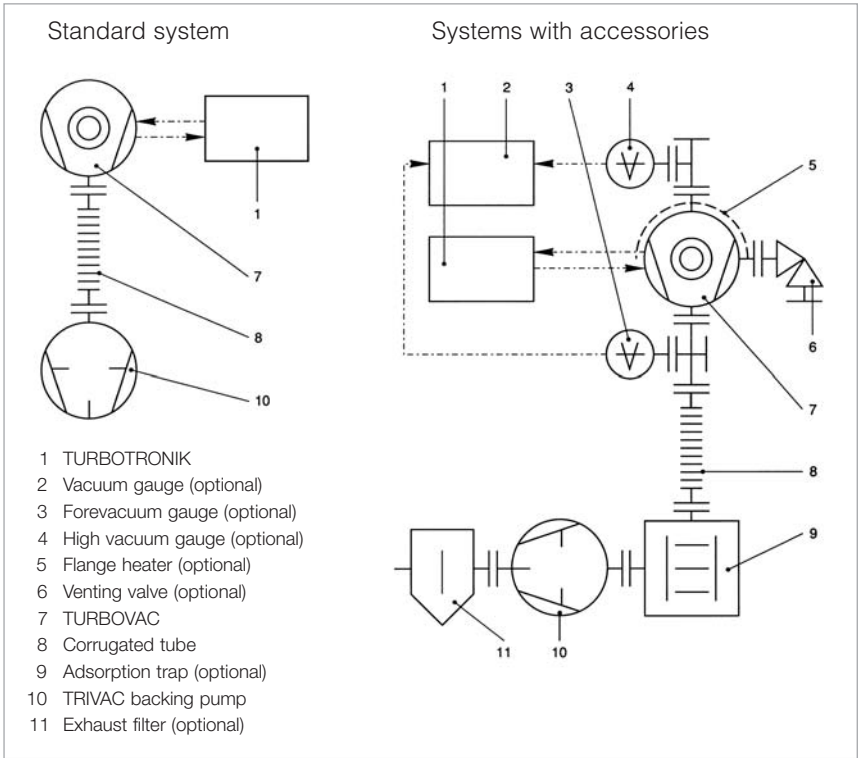 Standard system
Systems with accessories
1
7
8
10
1
2
3
4
5
6
7
8
9
10
11
1 TURBOTRONIK
2 Vacuum gauge (optional)
3 Forevacuum gauge (optional)
4 High vacuum gauge (optional)
5 Flange heater (optional)
6 Venting valve (optional)
7 TURBOVAC
8 Corrugated tube
9 Adsorption trap (optional)
10 TRIVAC backing pump
11 Exhaust filter (optional)